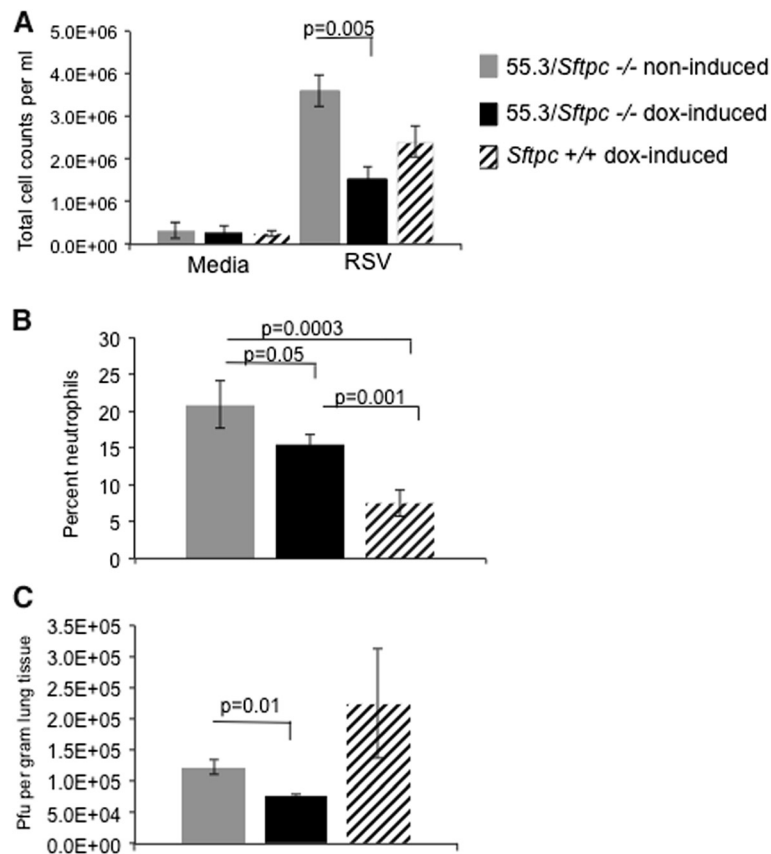 A
5.0E+06
4.0E+06
3.0E+06
2.0E+06
1.0E+06
0.0E+00
Total cell counts per ml
p=0.005
Media
RSV
55.3/Sftpc -/- non-induced
55.3/Sftpc -/- dox-induced
Sftpc +/+ dox-induced
B
30
25
20
15
10
5
0
Percent neutrophils
p=0.0003
p=0.05
p=0.001
C
3.5E+05
3.0E+05
2.5E+05
2.0E+05
1.5E+05
1.0E+05
5.0E+04
0.0E+00
Pfu per gram lung tissue
p=0.01